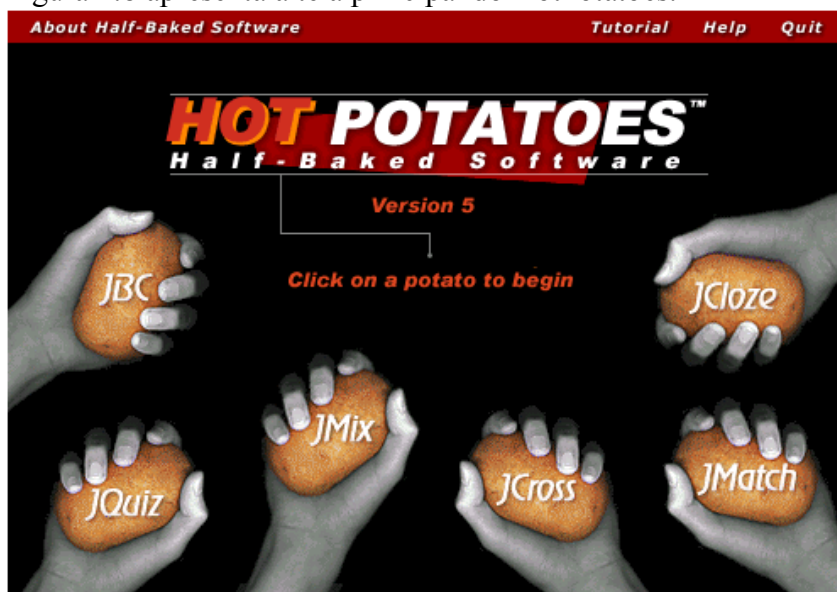 About Half-Baked Software Tutorial Help Quit
HOT POTATOES™
Half-Baked Software
Version 5
Click on a potato to begin
JBC
JCloze
JMix
JQuiz
JCross
JMatch